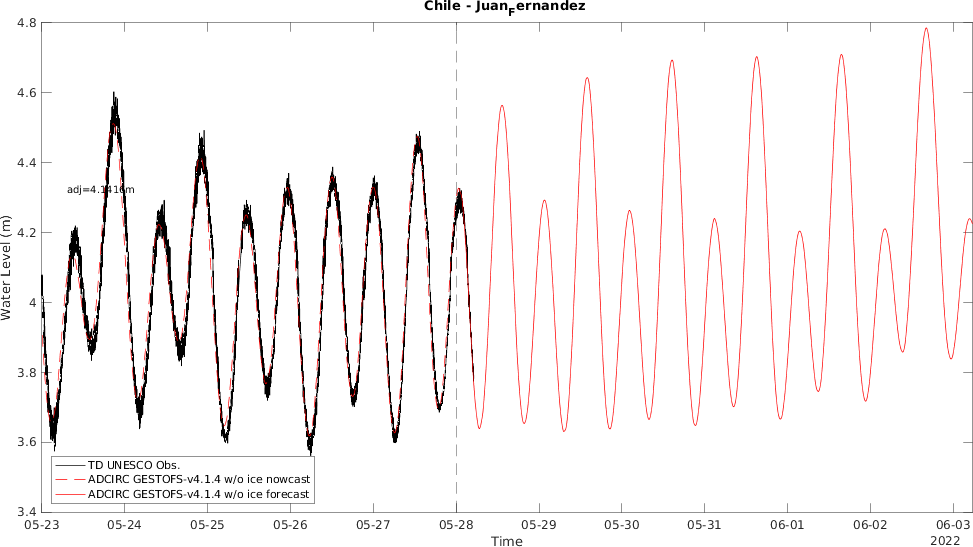 Chile - JuanFernandez
4.8
4.6
4.4
4.2
4
3.8
3.6
3.4
Water Level (m)
adj=4.1416m
TD UNESCO Obs.
ADCIRC GESTOFS-v4.1.4 w/o ice nowcast
ADCIRC GESTOFS-v4.1.4 w/o ice forecast
05-23 05-24 05-25 05-26 05-27 05-28 05-29 05-30 05-31 06-01 06-02 06-03
Time
2022